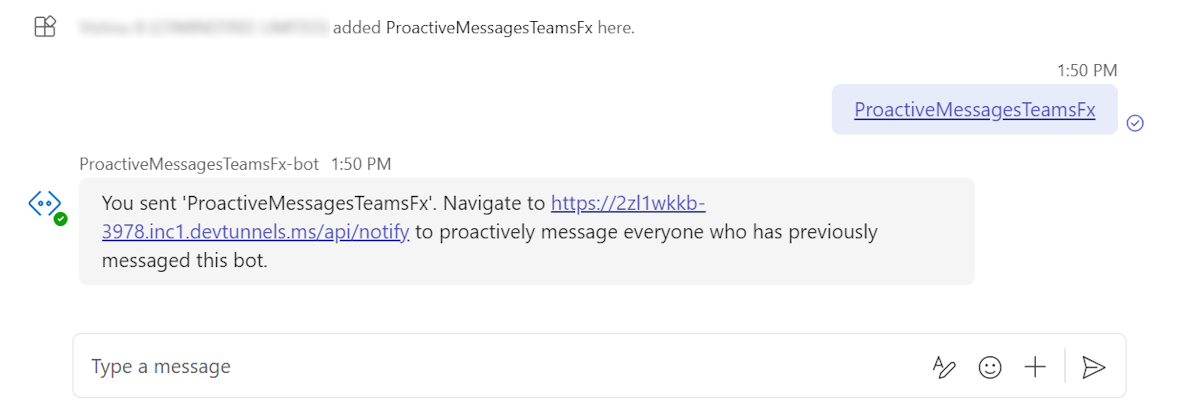 added ProactiveMessagesTeamsFx here.
1:50 PM
ProactiveMessagesTeamsFx
ProactiveMessagesTeamsFx-bot 1:50 PM
You sent 'ProactiveMessagesTeamsFx'. Navigate to https://2zl1wkkb-
3978.inc1.devtunnels.ms/api/notify to proactively message everyone who has previously
messaged this bot.
Type a message